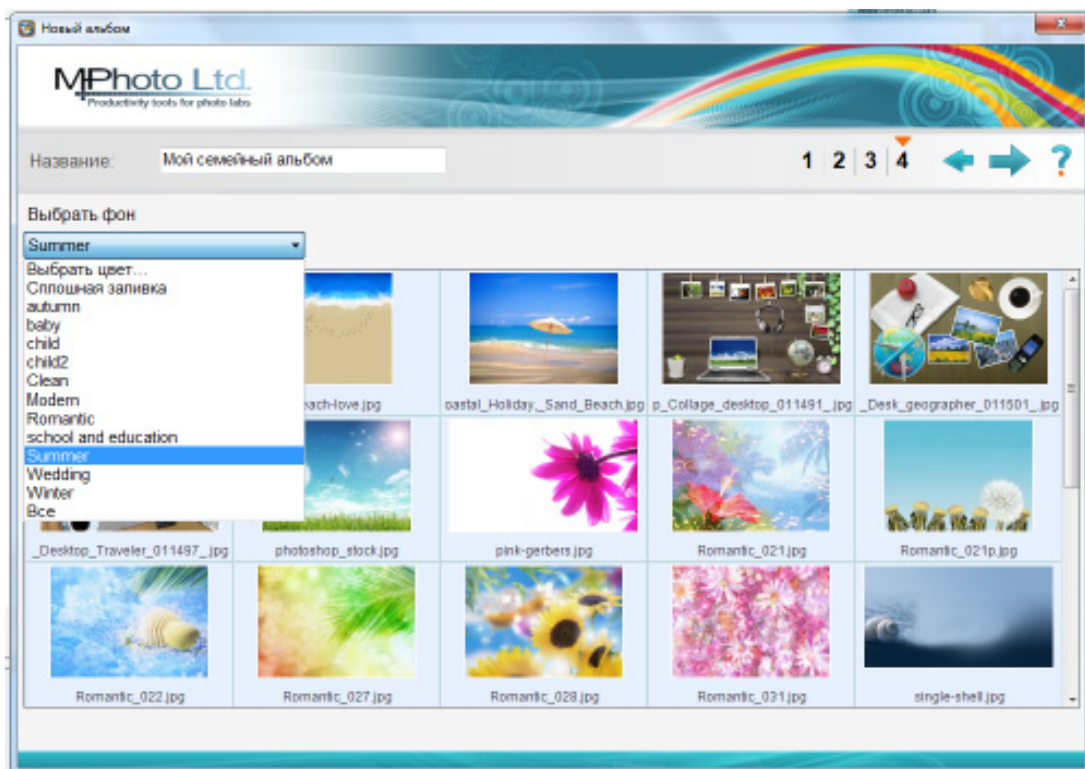 Новый альбом
MPhoto Ltd.
Productivity tools for photo labs
Название:
Мой семейный альбом
1 2 3 4
?
Выбрать фон
Summer
Выбрать цвет...
Сплошная заливка
autumn
baby
child
child2
Clean
Modern
Romantic
school and education
Summer
Wedding
Winter
Все
each-love.jpg
oastal_Holiday,_Sand_Beach.jpg
p_Collage_desktop_011491_.jpg
_Desk_geographer_011501_.jpg
_Desktop_Traveler_011497_.jpg
photoshop_stock.jpg
pink-gerbers.jpg
Romantic_021.jpg
Romantic_021p.jpg
Romantic_022.jpg
Romantic_027.jpg
Romantic_028.jpg
Romantic_031.jpg
single-shell.jpg